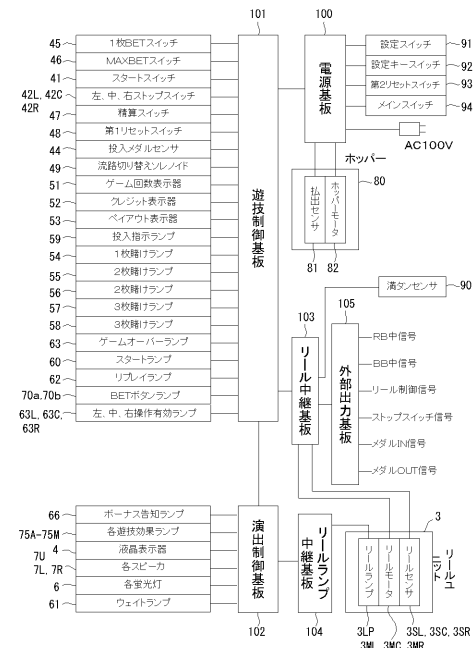 101
100
45 1枚BETスイッチ
46 MAXBETスイッチ
41 スタートスイッチ
42L, 42C 左、中、右ストップスイッチ
42R
47 精算スイッチ
48 第1リセットスイッチ
44 投入メダルセンサ
49 流路切り替えソレノイド
51 ゲーム回数表示器
52 クレジット表示器
53 ペイアウト表示器
59 投入指示ランプ
54 1枚賭けランプ
55 2枚賭けランプ
56 2枚賭けランプ
57 3枚賭けランプ
58 3枚賭けランプ
63 ゲームオーバーランプ
60 スタートランプ
62 リプレイランプ
70a,70b BETボタンランプ
63L, 63C, 左、中、右操作有効ランプ
63R
遊技制御基板
電源基板
設定スイッチ 91
設定キースイッチ 92
第2リセットスイッチ 93
メインスイッチ 94
AC100V
ホッパー
80
払出センサ
ホッパーモータ
81
82
満タンセンサ 90
103
105
リール中継基板
外部出力基板
RB中信号
BB中信号
リール制御信号
ストップスイッチ信号
メダルIN信号
メダルOUT信号
66 ボーナス告知ランプ
75A-75M 各遊技効果ランプ
4 液晶表示器
7U
7L, 7R 各スピーカ
6 各蛍光灯
61 ウェイトランプ
演出制御基板
102
リールランプ
中継基板
104
3
リールランプ
リールモータ
リールセンサ
リールユ
ニット
3LP
3SL, 3SC, 3SR
3ML, 3MC, 3MR